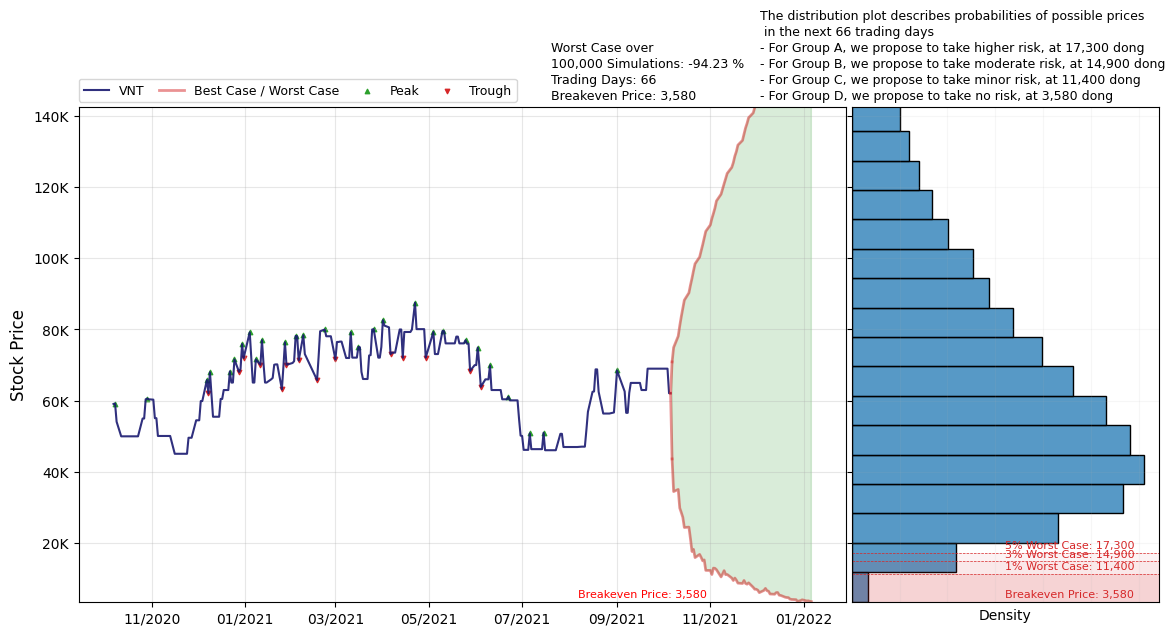 The distribution plot describes probabilities of possible prices
in the next 66 trading days
- For Group A, we propose to take higher risk, at 17,300 dong
- For Group B, we propose to take moderate risk, at 14,900 dong
- For Group C, we propose to take minor risk, at 11,400 dong
- For Group D, we propose to take no risk, at 3,580 dong
Worst Case over
100,000 Simulations: -94.23 %
Trading Days: 66
Breakeven Price: 3,580
VNT
Best Case / Worst Case
Peak
Trough
Stock Price
140K
120K
100K
80K
60K
40K
20K
Breakeven Price: 3,580
11/2020
01/2021
03/2021
05/2021
07/2021
09/2021
11/2021
01/2022
5% Worst Case: 17,300
3% Worst Case: 14,900
1% Worst Case: 11,400
Breakeven Price: 3,580
Density